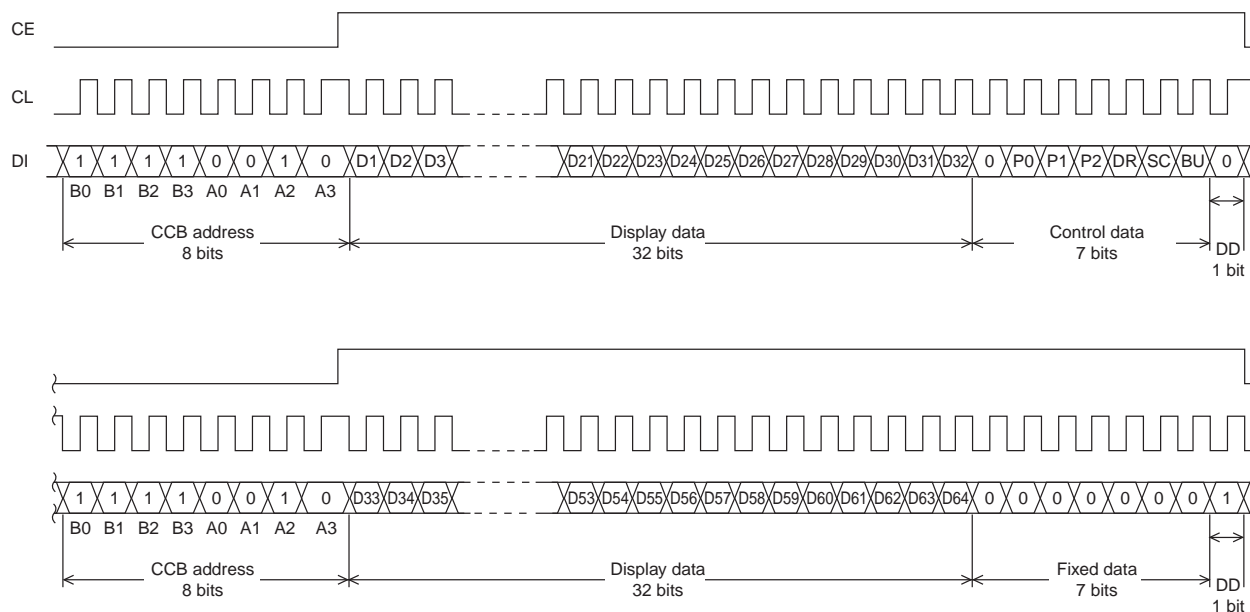 CE
CL
DI 1 1 1 1 0 0 1 0 D1 D2 D3 D21 D22 D23 D24 D25 D26 D27 D28 D29 D30 D31 D32 0 P0 P1 P2 DR SC BU 0
B0 B1 B2 B3 A0 A1 A2 A3
CCB address Display data Control data
8 bits 32 bits 7 bits
DD
1 bit
1 1 1 1 0 0 1 0 D33 D34 D35 D53 D54 D55 D56 D57 D58 D59 D60 D61 D62 D63 D64 0 0 0 0 0 0 0 1
B0 B1 B2 B3 A0 A1 A2 A3
CCB address Display data Fixed data
8 bits 32 bits 7 bits
DD
1 bit